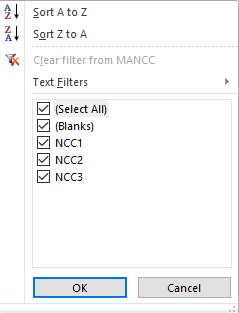 Sort A to Z
Sort Z to A
Clear filter from MANCC
Text Filters
(Select All)
(Blanks)
NCC1
NCC2
NCC3
OK
Cancel